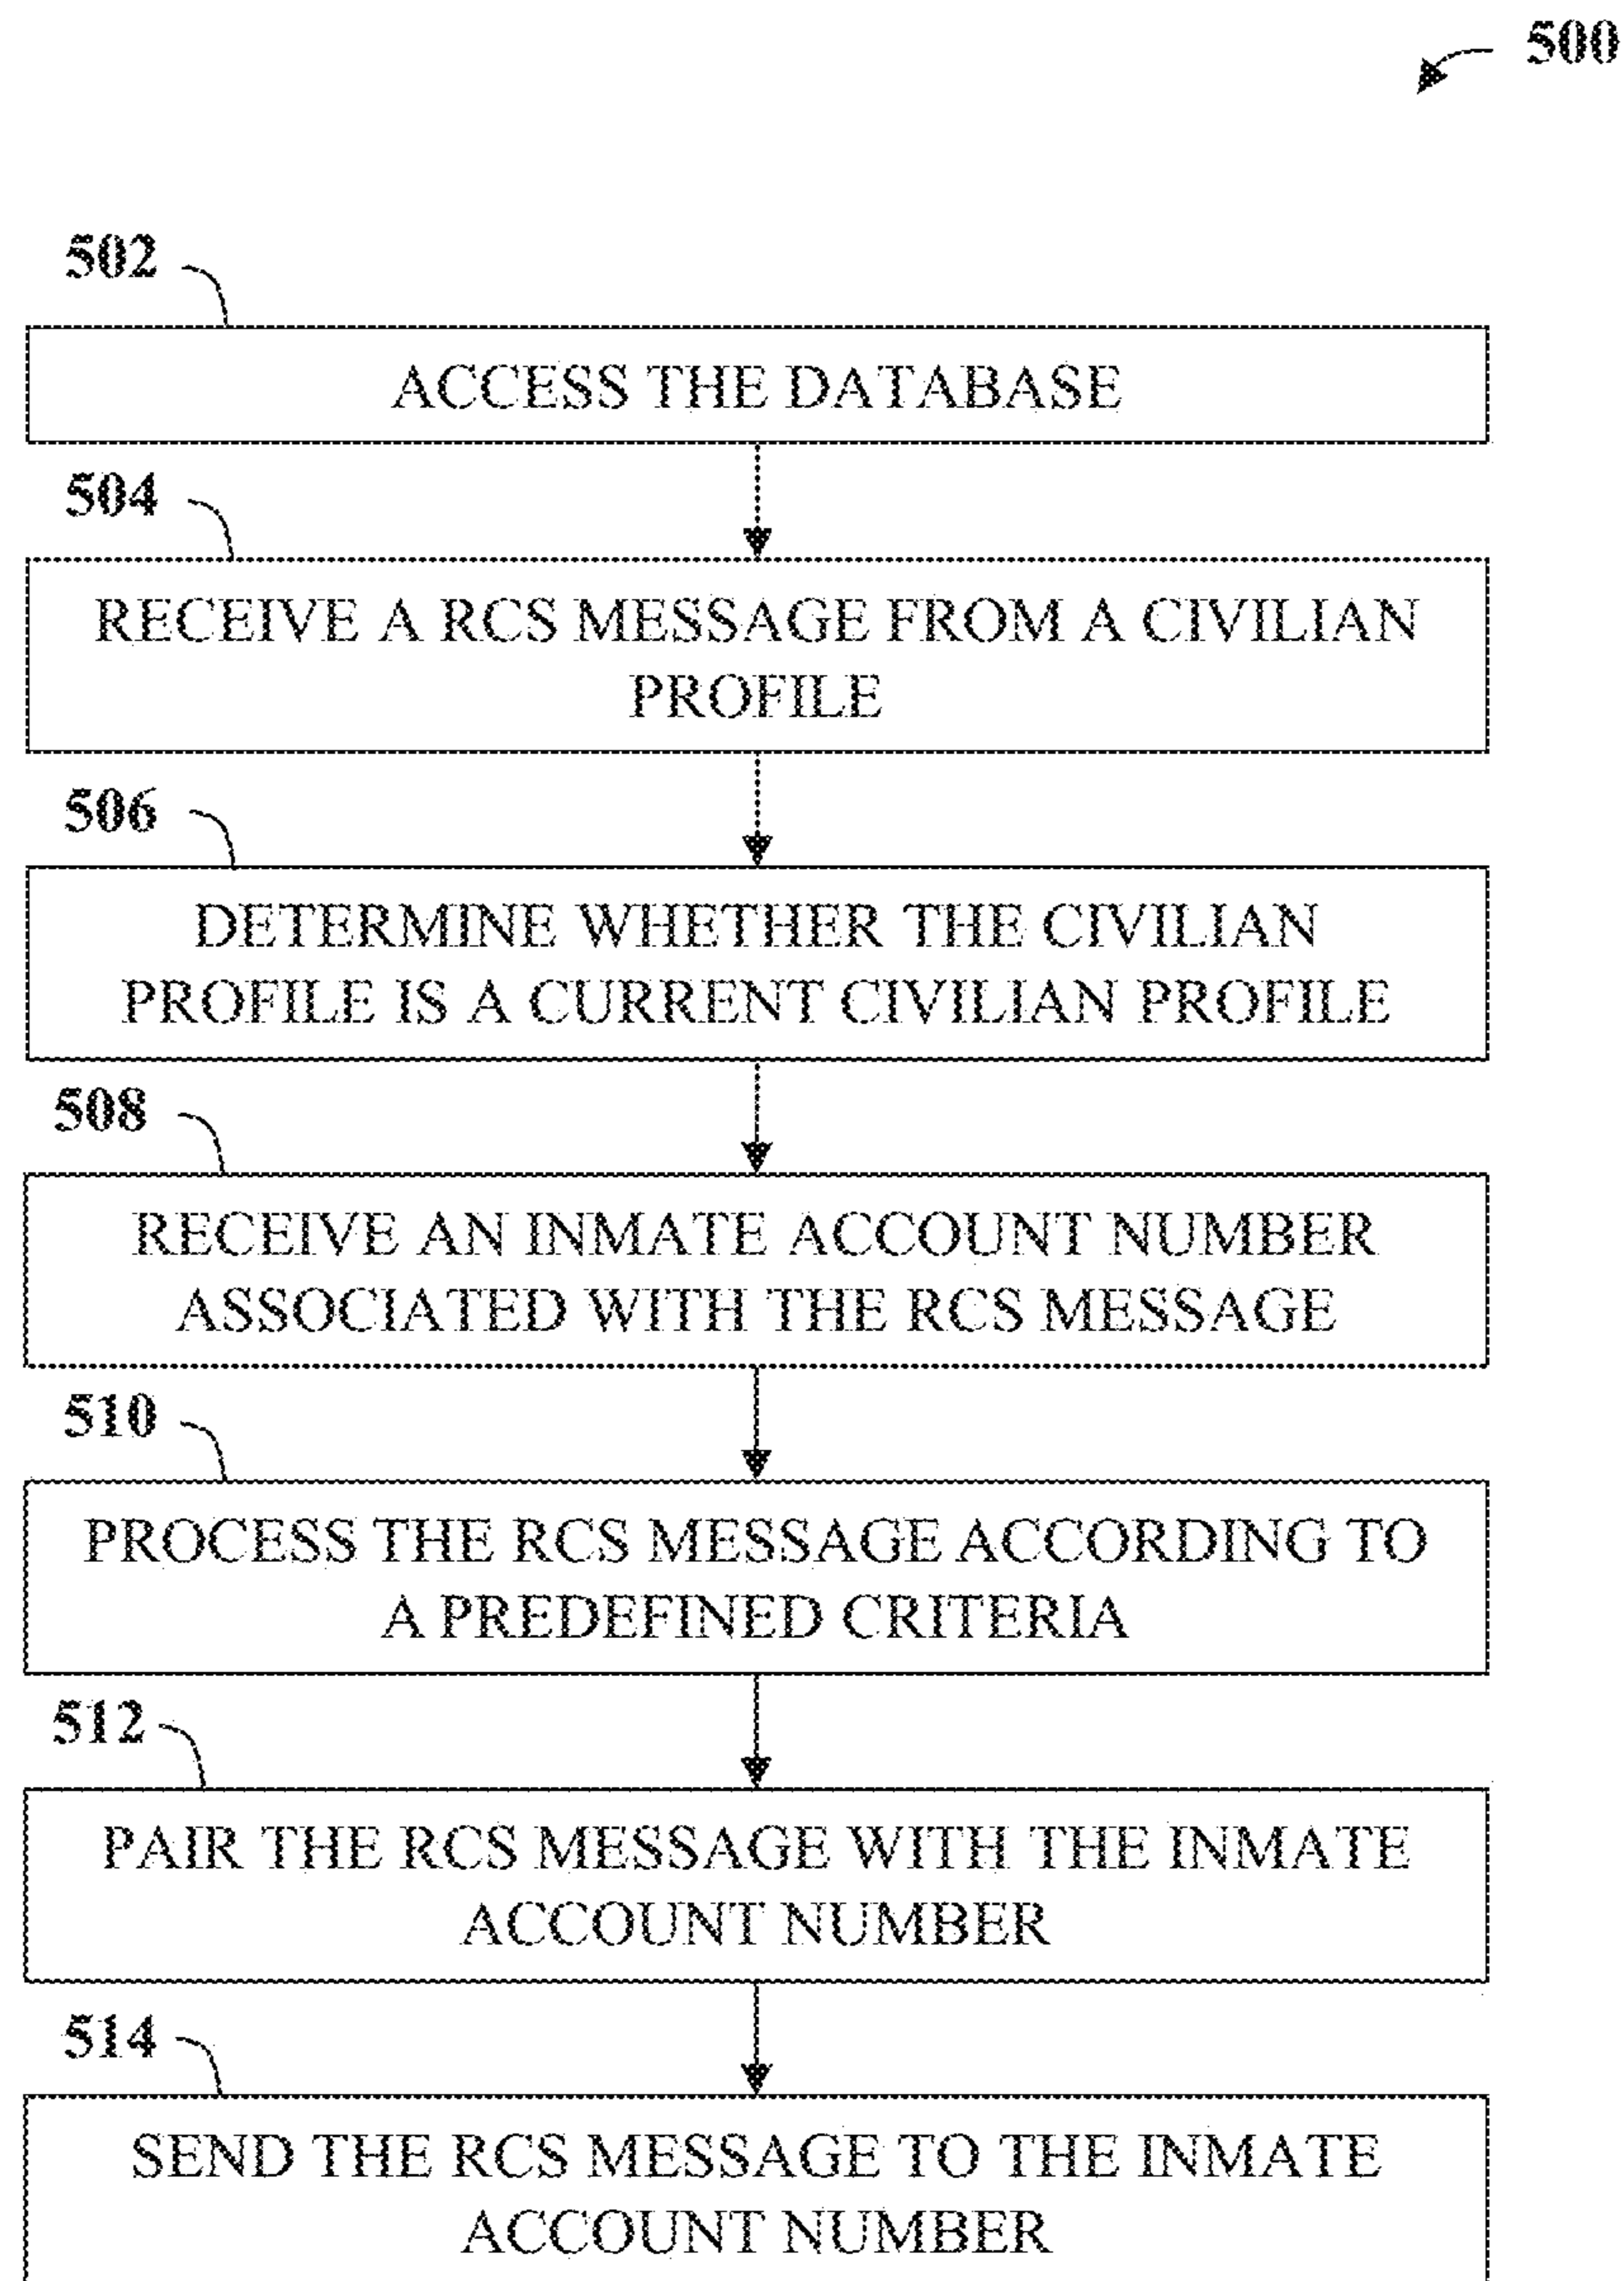 500
502
ACCESS THE DATABASE
504
RECEIVE A RCS MESSAGE FROM A CIVILIAN
PROFILE
506
DETERMINE WHETHER THE CIVILIAN
PROFILE IS A CURRENT CIVILIAN PROFILE
508
RECEIVE AN INMATE ACCOUNT NUMBER
ASSOCIATED WITH THE RCS MESSAGE
510
PROCESS THE RCS MESSAGE ACCORDING TO
A PREDEFINED CRITERIA
512
PAIR THE RCS MESSAGE WITH THE INMATE
ACCOUNT NUMBER
514
SEND THE RCS MESSAGE TO THE INMATE
ACCOUNT NUMBER